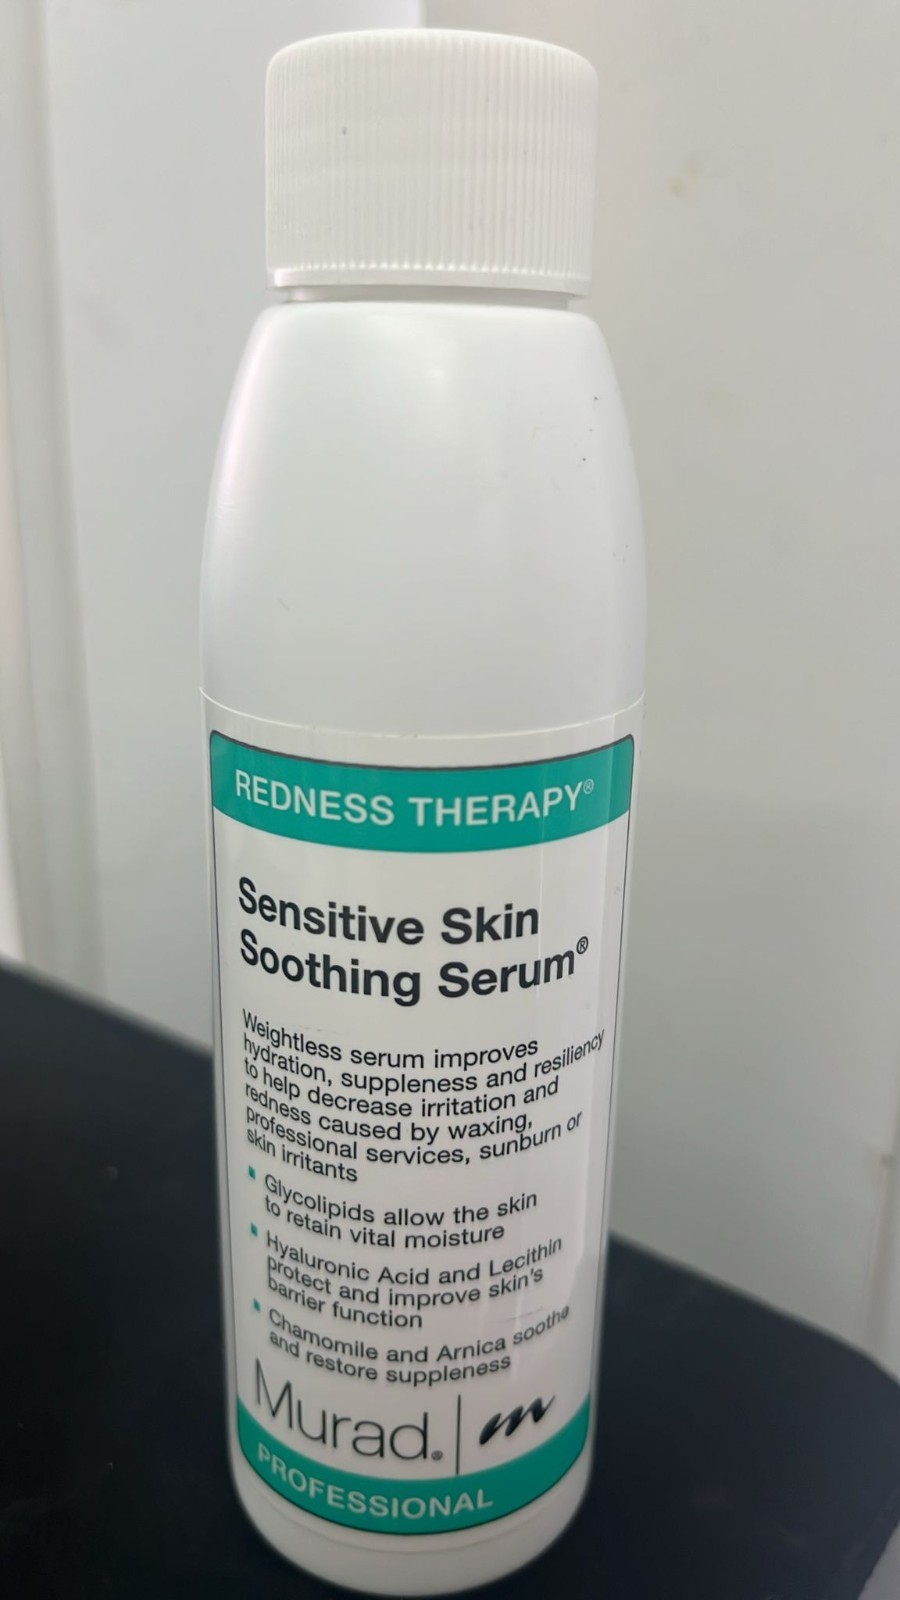 REDNESS THERAPY®
Sensitive Skin
Soothing Serum®
Weightless serum improves
hydration, suppleness and resiliency
to help decrease irritation and
redness caused by waxing,
professional services, sunburn or
skin irritants
▪ Glycolipids allow the skin
to retain vital moisture
▪ Hyaluronic Acid and Lecithin
protect and improve skin's
barrier function
▪ Chamomile and Arnica soothe
and restore suppleness
Murad® | m
PROFESSIONAL